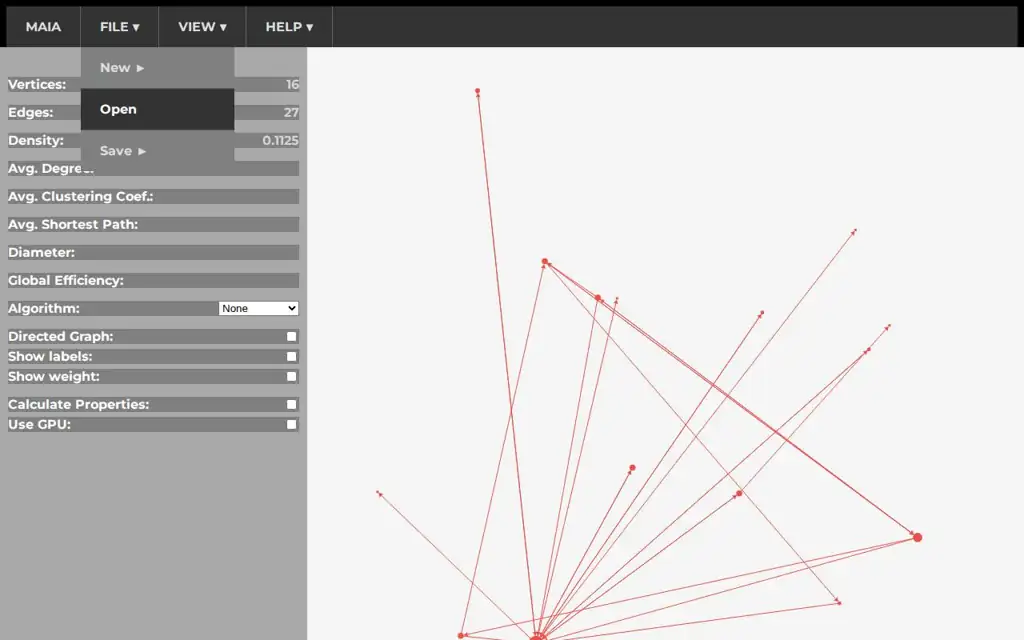 MAIA FILE ▾ VIEW ▾ HELP ▾
New ►
Open
Save ►
Vertices: 16
Edges: 27
Density: 0.1125
Avg. Degree:
Avg. Clustering Coef.:
Avg. Shortest Path:
Diameter:
Global Efficiency:
Algorithm: None
Directed Graph:
Show labels:
Show weight:
Calculate Properties:
Use GPU: